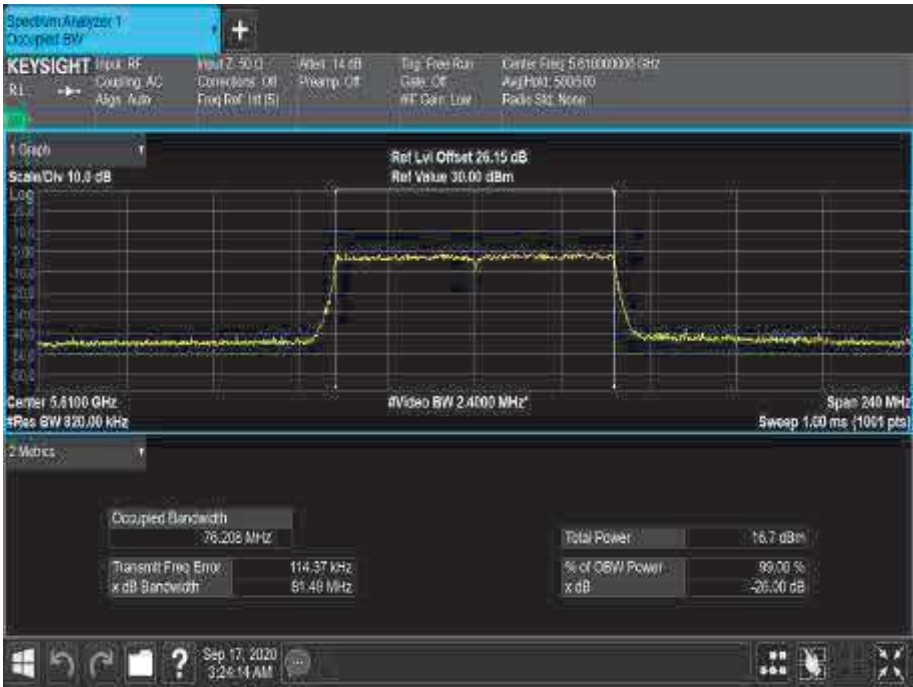 Spectrum Analyzer 1
Occupied BW
+
KEYSIGHT Input: RF Input Z: 50 Ω Atten: 14 dB Trig: Free Run Center Freq: 5.610000000 GHz
RL Coupling: AC Corrections: Off Preamp: Off Gate: Off Avg|Hold: 500/500
Align: Auto Freq Ref: Int (S) #IF Gain: Low Radio Std: None
1 Graph
Ref Lvl Offset 26.15 dB
Scale/Div 10.0 dB Ref Value 30.00 dBm
Log
Center 5.6100 GHz #Video BW 2.4000 MHz* Span 240 MHz
#Res BW 820.00 kHz Sweep 1.00 ms (1001 pts)
2 Metrics
Occupied Bandwidth
76.208 MHz Total Power 16.7 dBm
Transmit Freq Error 114.37 kHz % of OBW Power 99.00 %
x dB Bandwidth 81.49 MHz x dB -26.00 dB
? Sep 17, 2020
3:24:14 AM